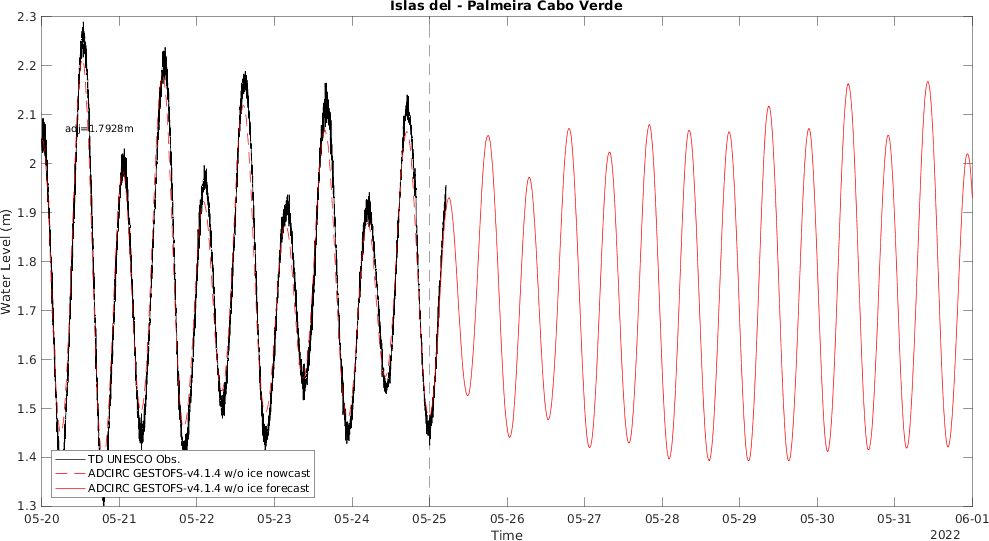 Islas del - Palmeira Cabo Verde
Water Level (m)
2.3
2.2
2.1
2
1.9
1.8
1.7
1.6
1.5
1.4
1.3
adj=1.7928m
TD UNESCO Obs.
ADCIRC GESTOFS-v4.1.4 w/o ice nowcast
ADCIRC GESTOFS-v4.1.4 w/o ice forecast
05-20 05-21 05-22 05-23 05-24 05-25 05-26 05-27 05-28 05-29 05-30 05-31 06-01
Time
2022